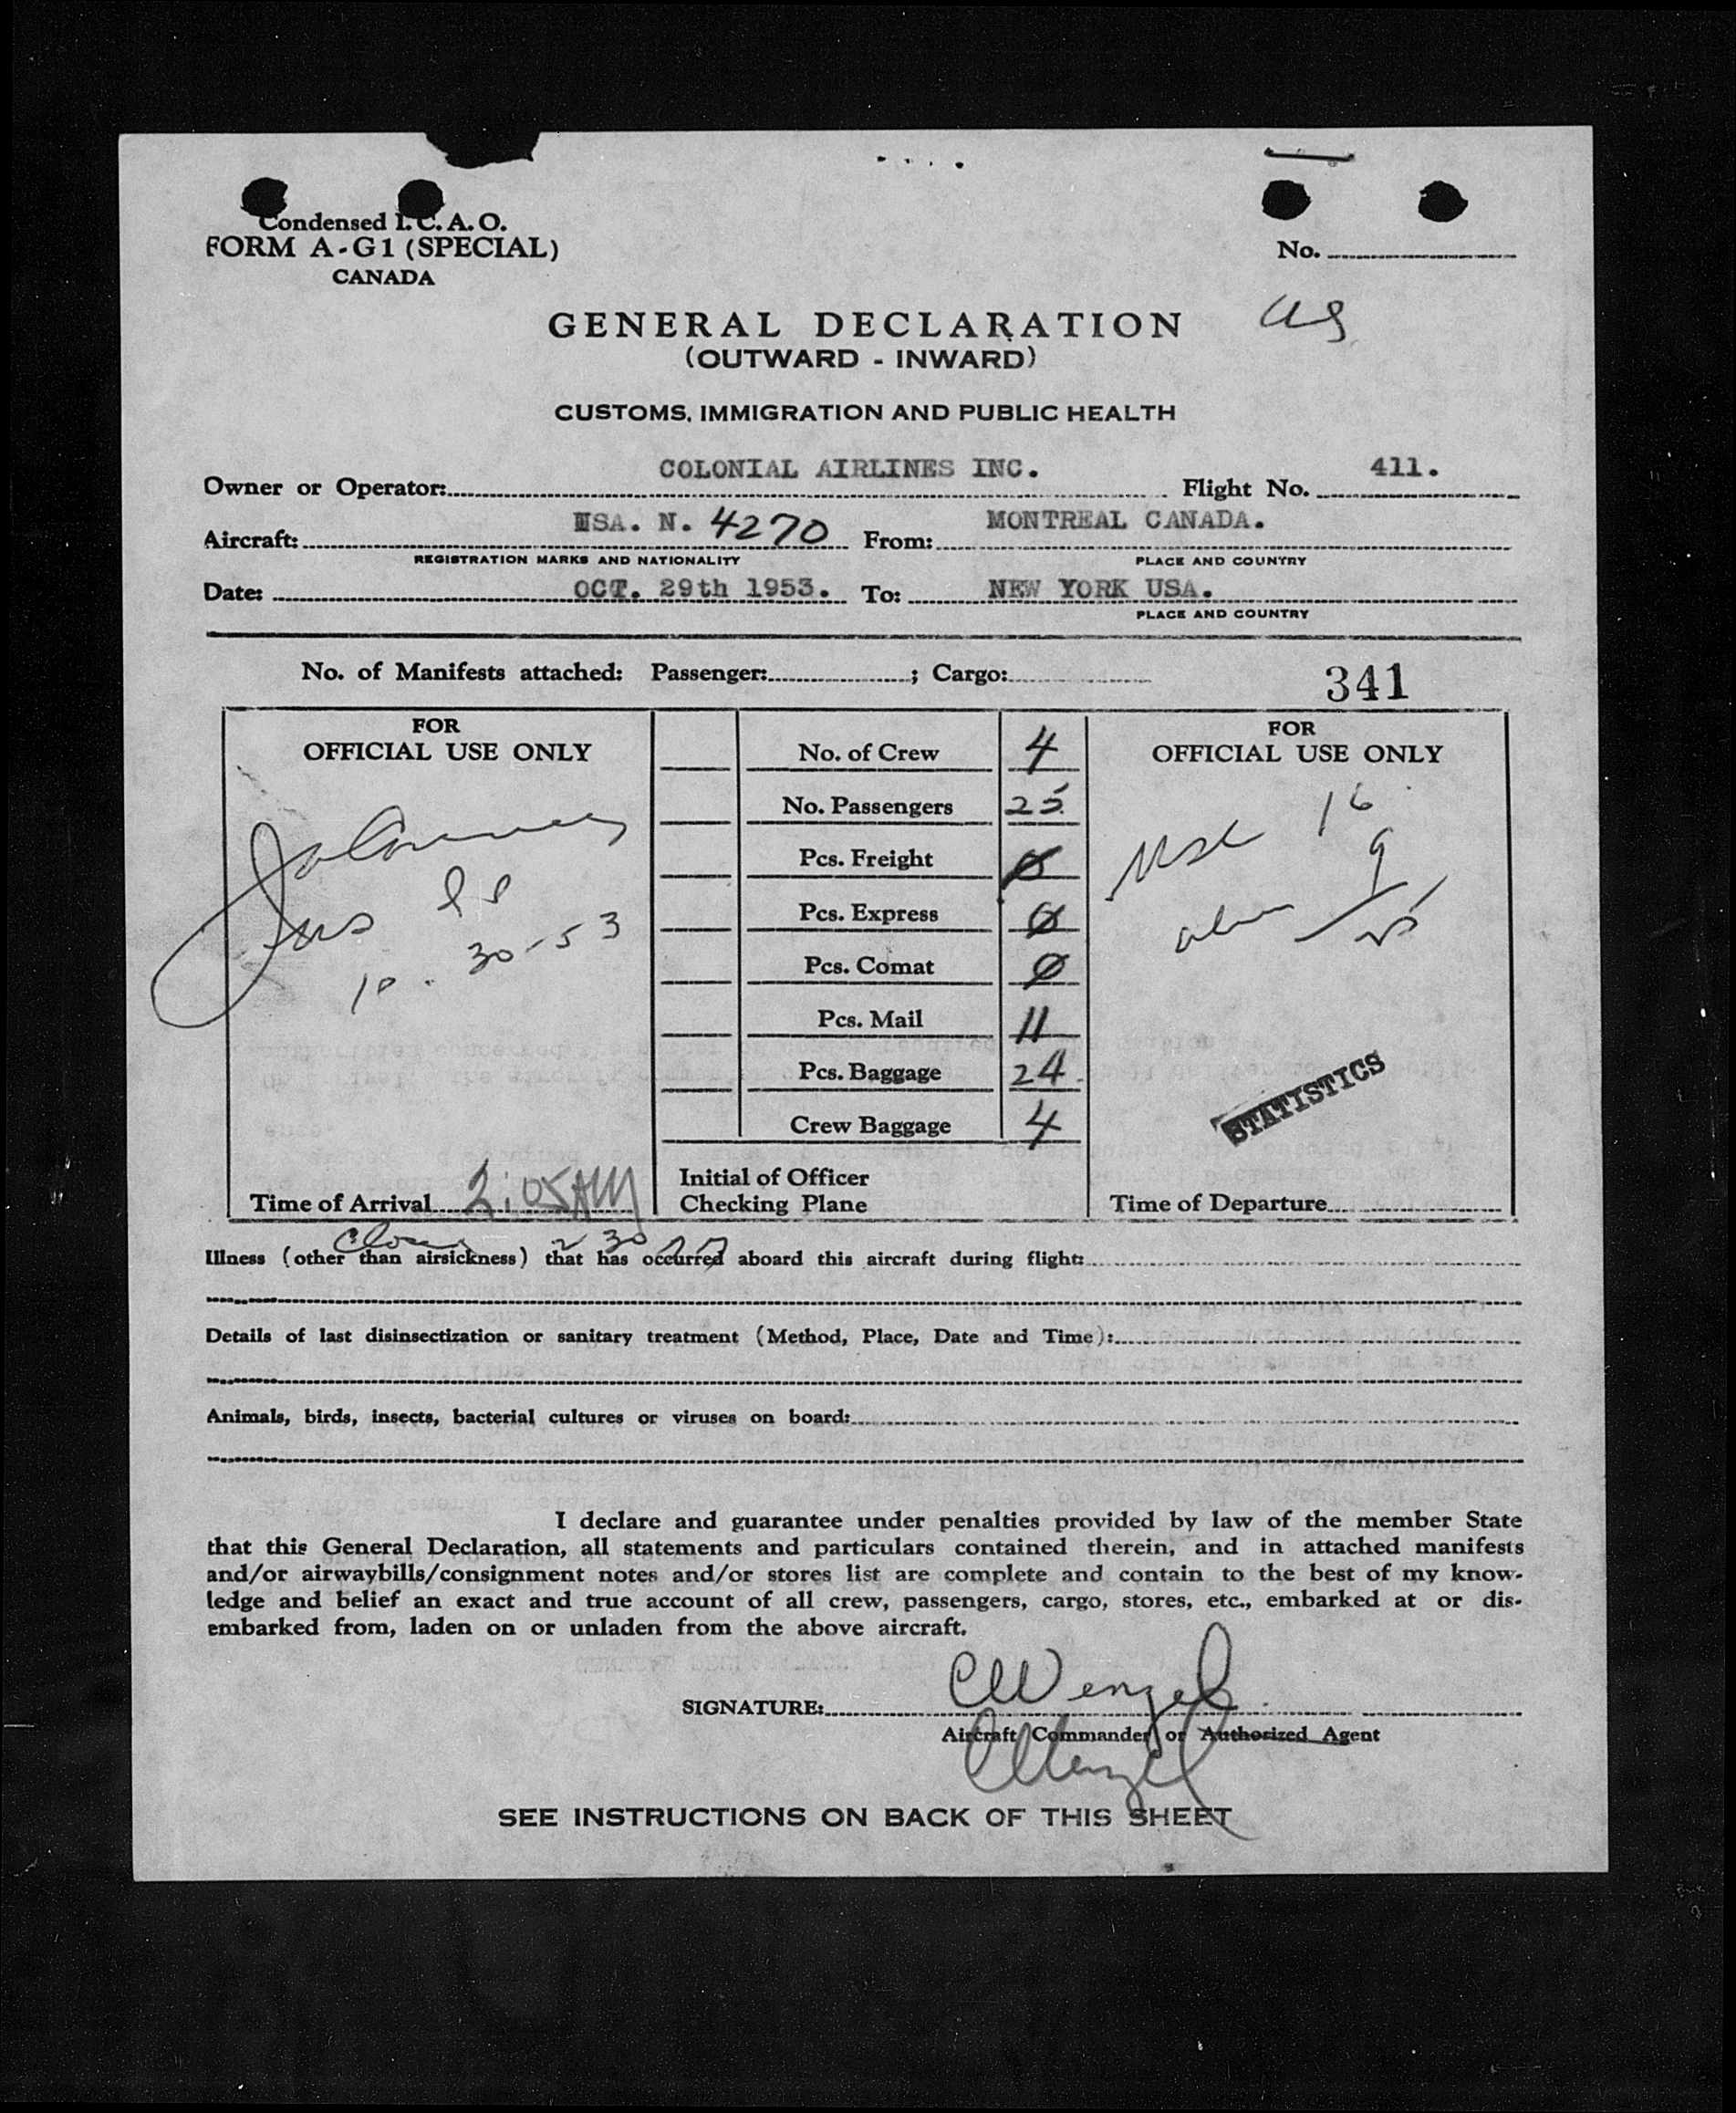 Condensed I. C. A. O.
FORM A-G1 (SPECIAL)
CANADA
No.
GENERAL DECLARATION
(OUTWARD - INWARD)
CUSTOMS, IMMIGRATION AND PUBLIC HEALTH
Owner or Operator: COLONIAL AIRLINES INC. Flight No. 411.
Aircraft: USA. N. 4270 From: MONTREAL CANADA.
REGISTRATION MARKS AND NATIONALITY PLACE AND COUNTRY
Date: OCT. 29th 1953. To: NEW YORK USA.
PLACE AND COUNTRY
No. of Manifests attached: Passenger: ; Cargo: 341
FOR
OFFICIAL USE ONLY
10. 30-53
Time of Arrival 2:05AM
No. of Crew 4
No. Passengers 25
Pcs. Freight 0
Pcs. Express 0
Pcs. Comat 0
Pcs. Mail 11
Pcs. Baggage 24
Crew Baggage 4
Initial of Officer
Checking Plane
FOR
OFFICIAL USE ONLY
16
9
25
STATISTICS
Time of Departure
2 30
Illness (other than airsickness) that has occurred aboard this aircraft during flight:
Details of last disinsectization or sanitary treatment (Method, Place, Date and Time):
Animals, birds, insects, bacterial cultures or viruses on board:
I declare and guarantee under penalties provided by law of the member State
that this General Declaration, all statements and particulars contained therein, and in attached manifests
and/or airwaybills/consignment notes and/or stores list are complete and contain to the best of my know-
ledge and belief an exact and true account of all crew, passengers, cargo, stores, etc., embarked at or dis-
embarked from, laden on or unladen from the above aircraft.
SIGNATURE: CWenzel
Aircraft Commander or Authorized Agent
CWenzel
SEE INSTRUCTIONS ON BACK OF THIS SHEET